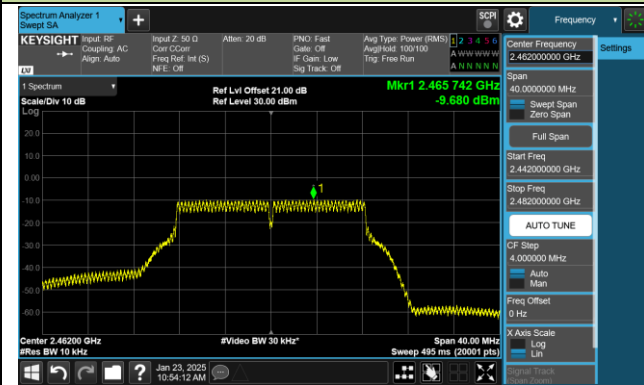 Spectrum Analyzer 1
Swept SA
SCPI
Frequency
KEYSIGHT
Input: RF
Coupling: AC
Align: Auto
Input Z: 50 Ω
Corr CCorr
Freq Ref: Int (S)
NFE: Off
Atten: 20 dB
PNO: Fast
Gate: Off
IF Gain: Low
Sig Track: Off
Avg Type: Power (RMS)
Avg|Hold: 100/100
Trig: Free Run
1 2 3 4 5 6
A W W W W W
A N N N N N
LXI
1 Spectrum
Scale/Div 10 dB
Log
Ref Lvl Offset 21.00 dB
Ref Level 30.00 dBm
Mkr1 2.465 742 GHz
-9.680 dBm
20.0
10.0
0.00
-10.0
-20.0
-30.0
-40.0
-50.0
-60.0
1
Center 2.46200 GHz
#Res BW 10 kHz
#Video BW 30 kHz*
Span 40.00 MHz
Sweep 495 ms (20001 pts)
Jan 23, 2025
10:54:12 AM
Center Frequency
2.462000000 GHz
Span
40.0000000 MHz
Swept Span
Zero Span
Full Span
Start Freq
2.442000000 GHz
Stop Freq
2.482000000 GHz
AUTO TUNE
CF Step
4.000000 MHz
Auto
Man
Freq Offset
0 Hz
X Axis Scale
Log
Lin
Signal Track
(Span Zoom)
Settings